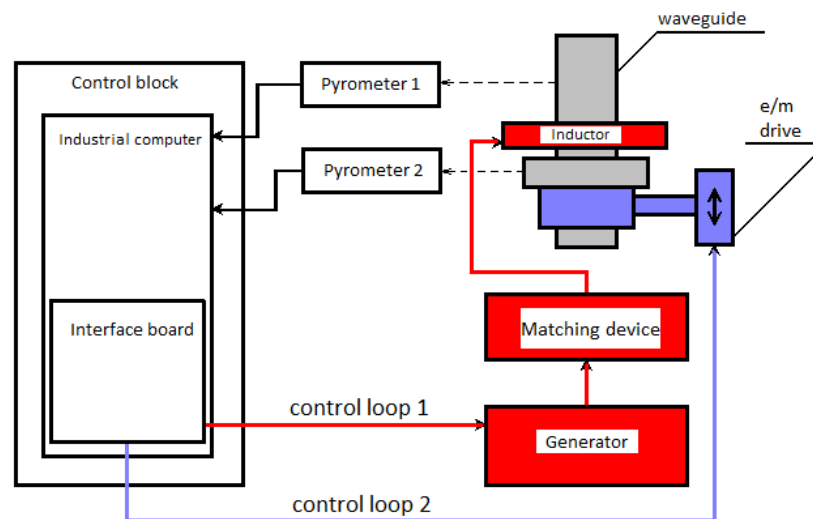 waveguide
Control block
Pyrometer 1
e/m
drive
Industrial computer
Inductor
Pyrometer 2
Interface board
Matching device
control loop 1
Generator
control loop 2